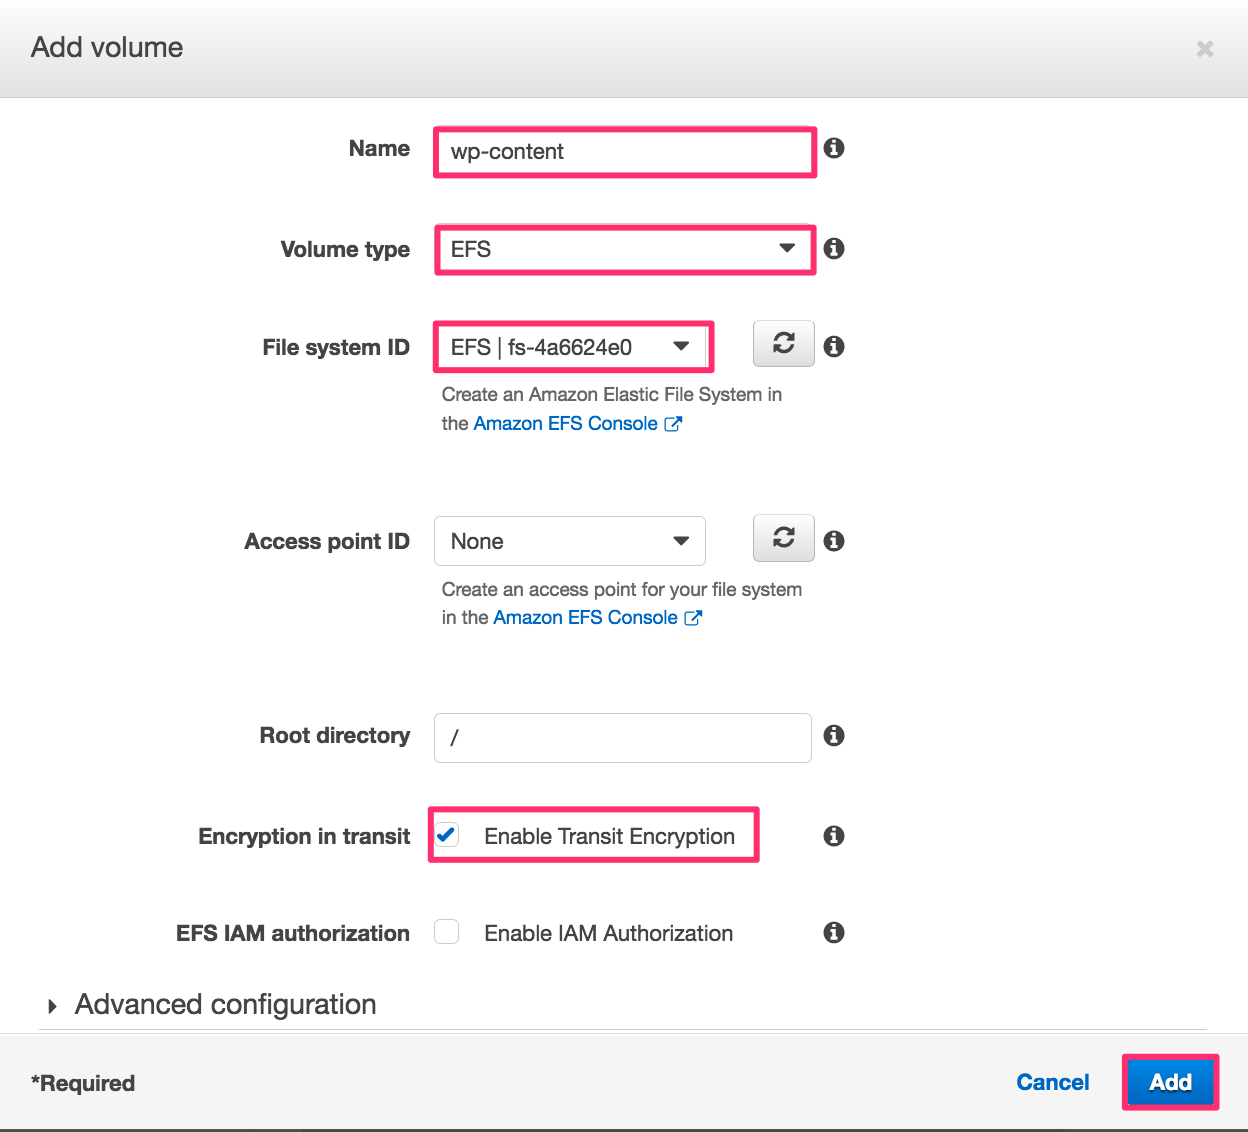 Add volume
Name
wp-content
Volume type
EFS
File system ID
EFS | fs-4a6624e0
Create an Amazon Elastic File System in
the Amazon EFS Console
Access point ID
None
Create an access point for your file system
in the Amazon EFS Console
Root directory
/
Encryption in transit
Enable Transit Encryption
EFS IAM authorization
Enable IAM Authorization
Advanced configuration
*Required
Cancel
Add